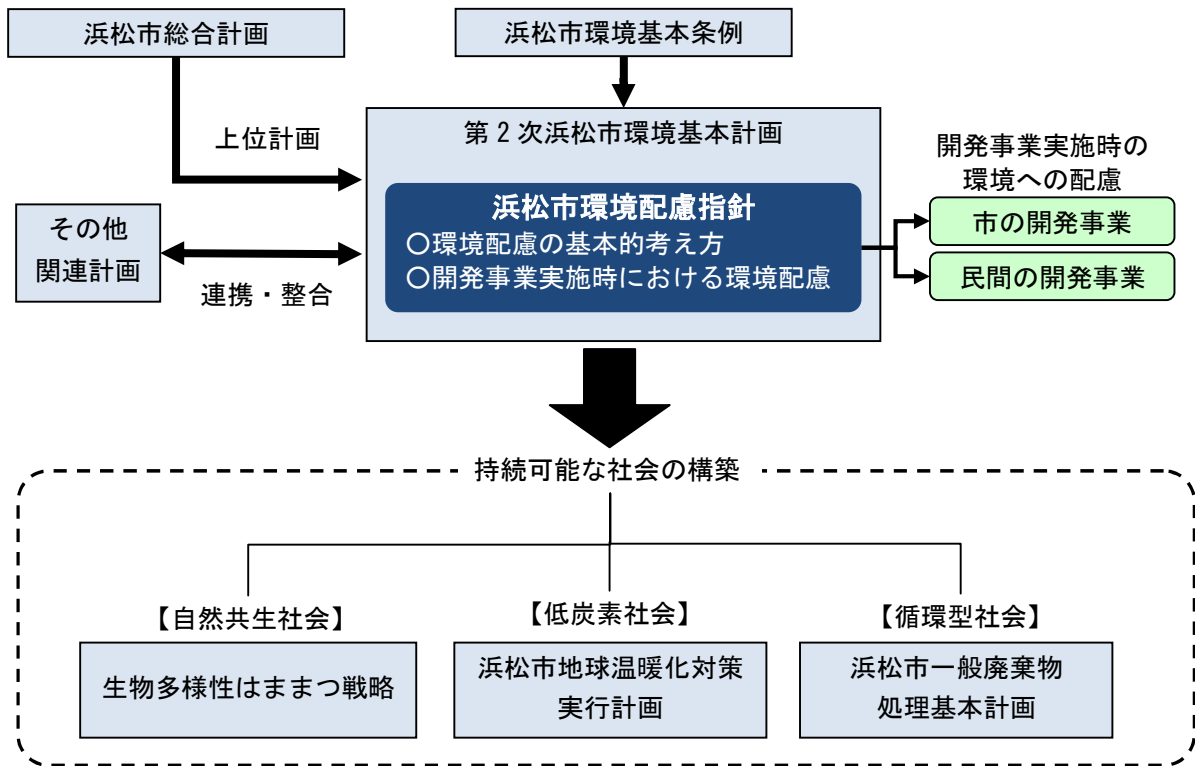 浜松市総合計画
浜松市環境基本条例
上位計画
第2次浜松市環境基本計画
浜松市環境配慮指針
○環境配慮の基本的考え方
○開発事業実施時における環境配慮
その他
関連計画
連携・整合
開発事業実施時の
環境への配慮
市の開発事業
民間の開発事業
持続可能な社会の構築
【自然共生社会】
生物多様性はままつ戦略
【低炭素社会】
浜松市地球温暖化対策
実行計画
【循環型社会】
浜松市一般廃棄物
処理基本計画